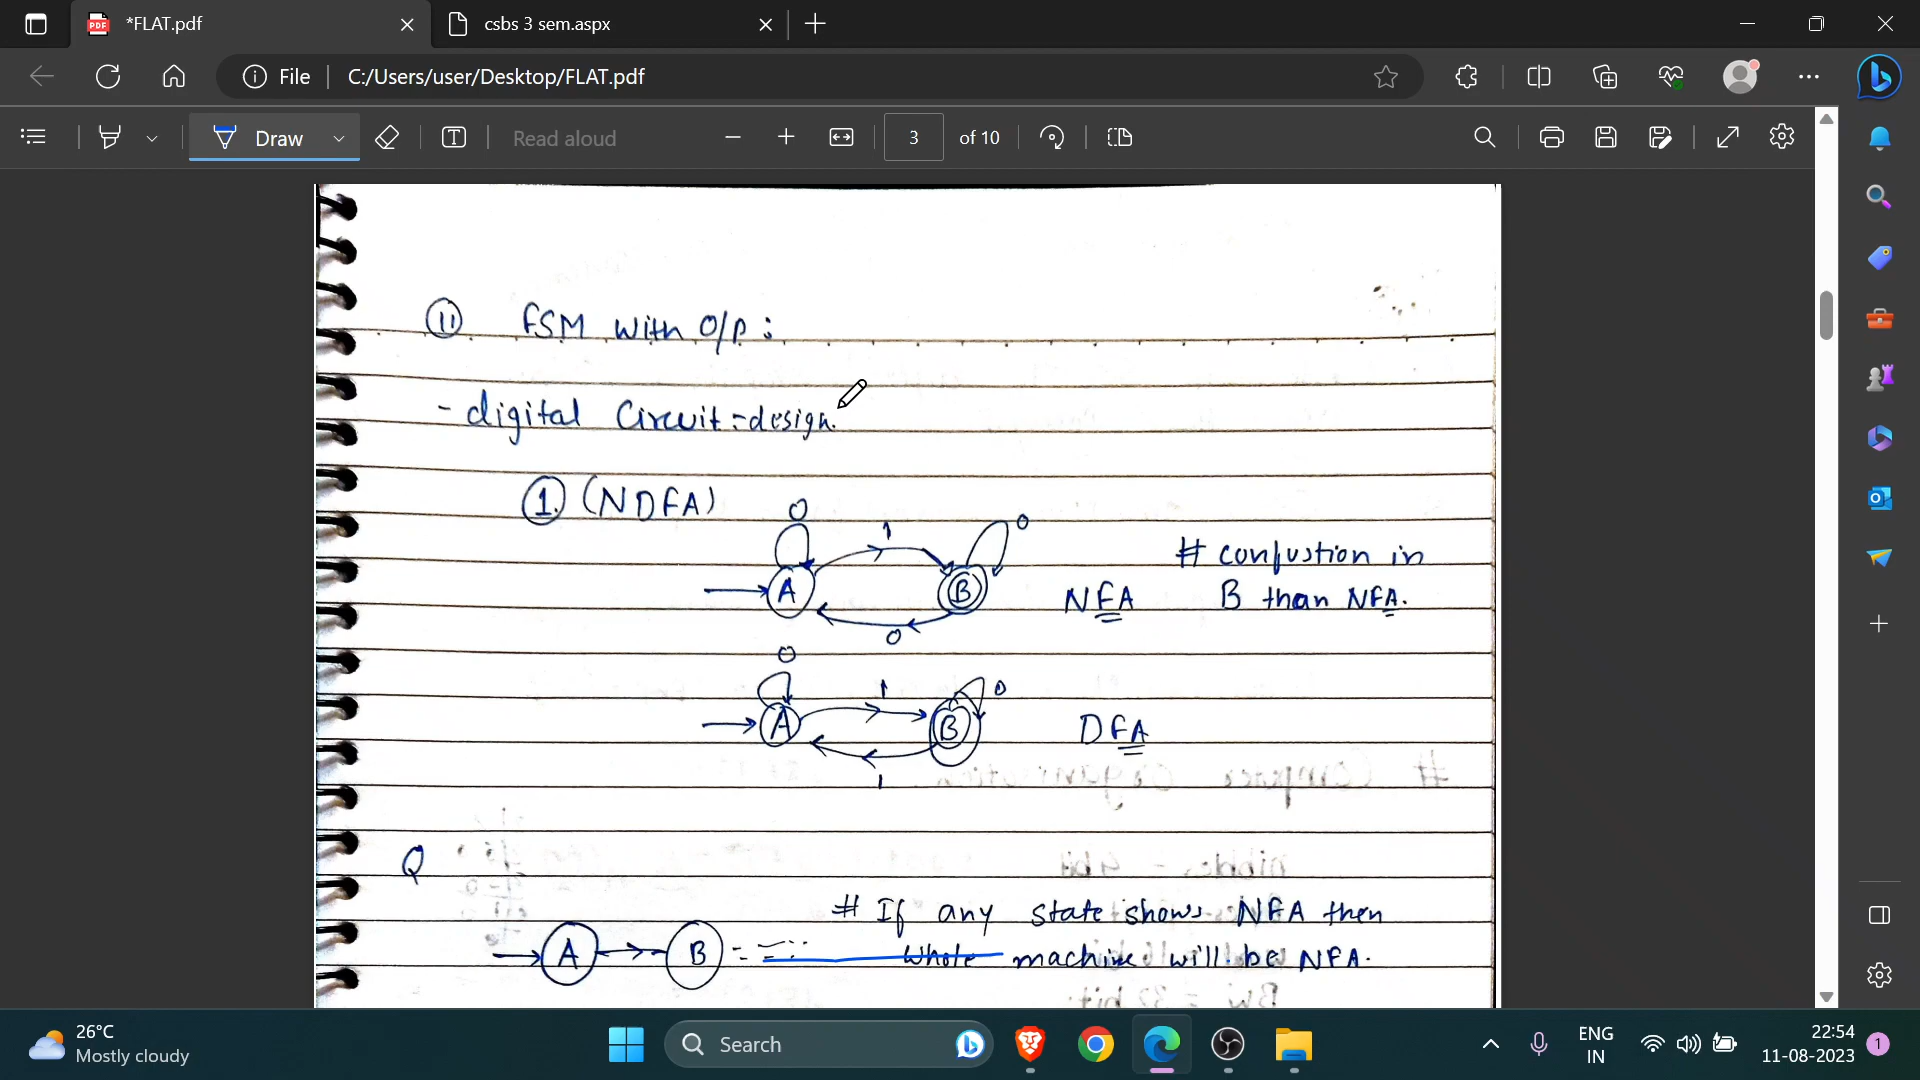 *FLAT.pdf
csbs 3 sem.aspx
File
C:/Users/user/Desktop/FLAT.pdf
Draw
Read aloud
3 of 10
11 FSM with O/P :
- digital Circuit = design.
1. (NDFA)
0
1
0
A
B
NFA
# confustion in
B than NFA.
0
0
1
0
A
B
DFA
1
Q
# If any state shows NFA then
A
B
whole machine will be NFA.
26°C
Mostly cloudy
Search
ENG
IN
22:54
11-08-2023
1